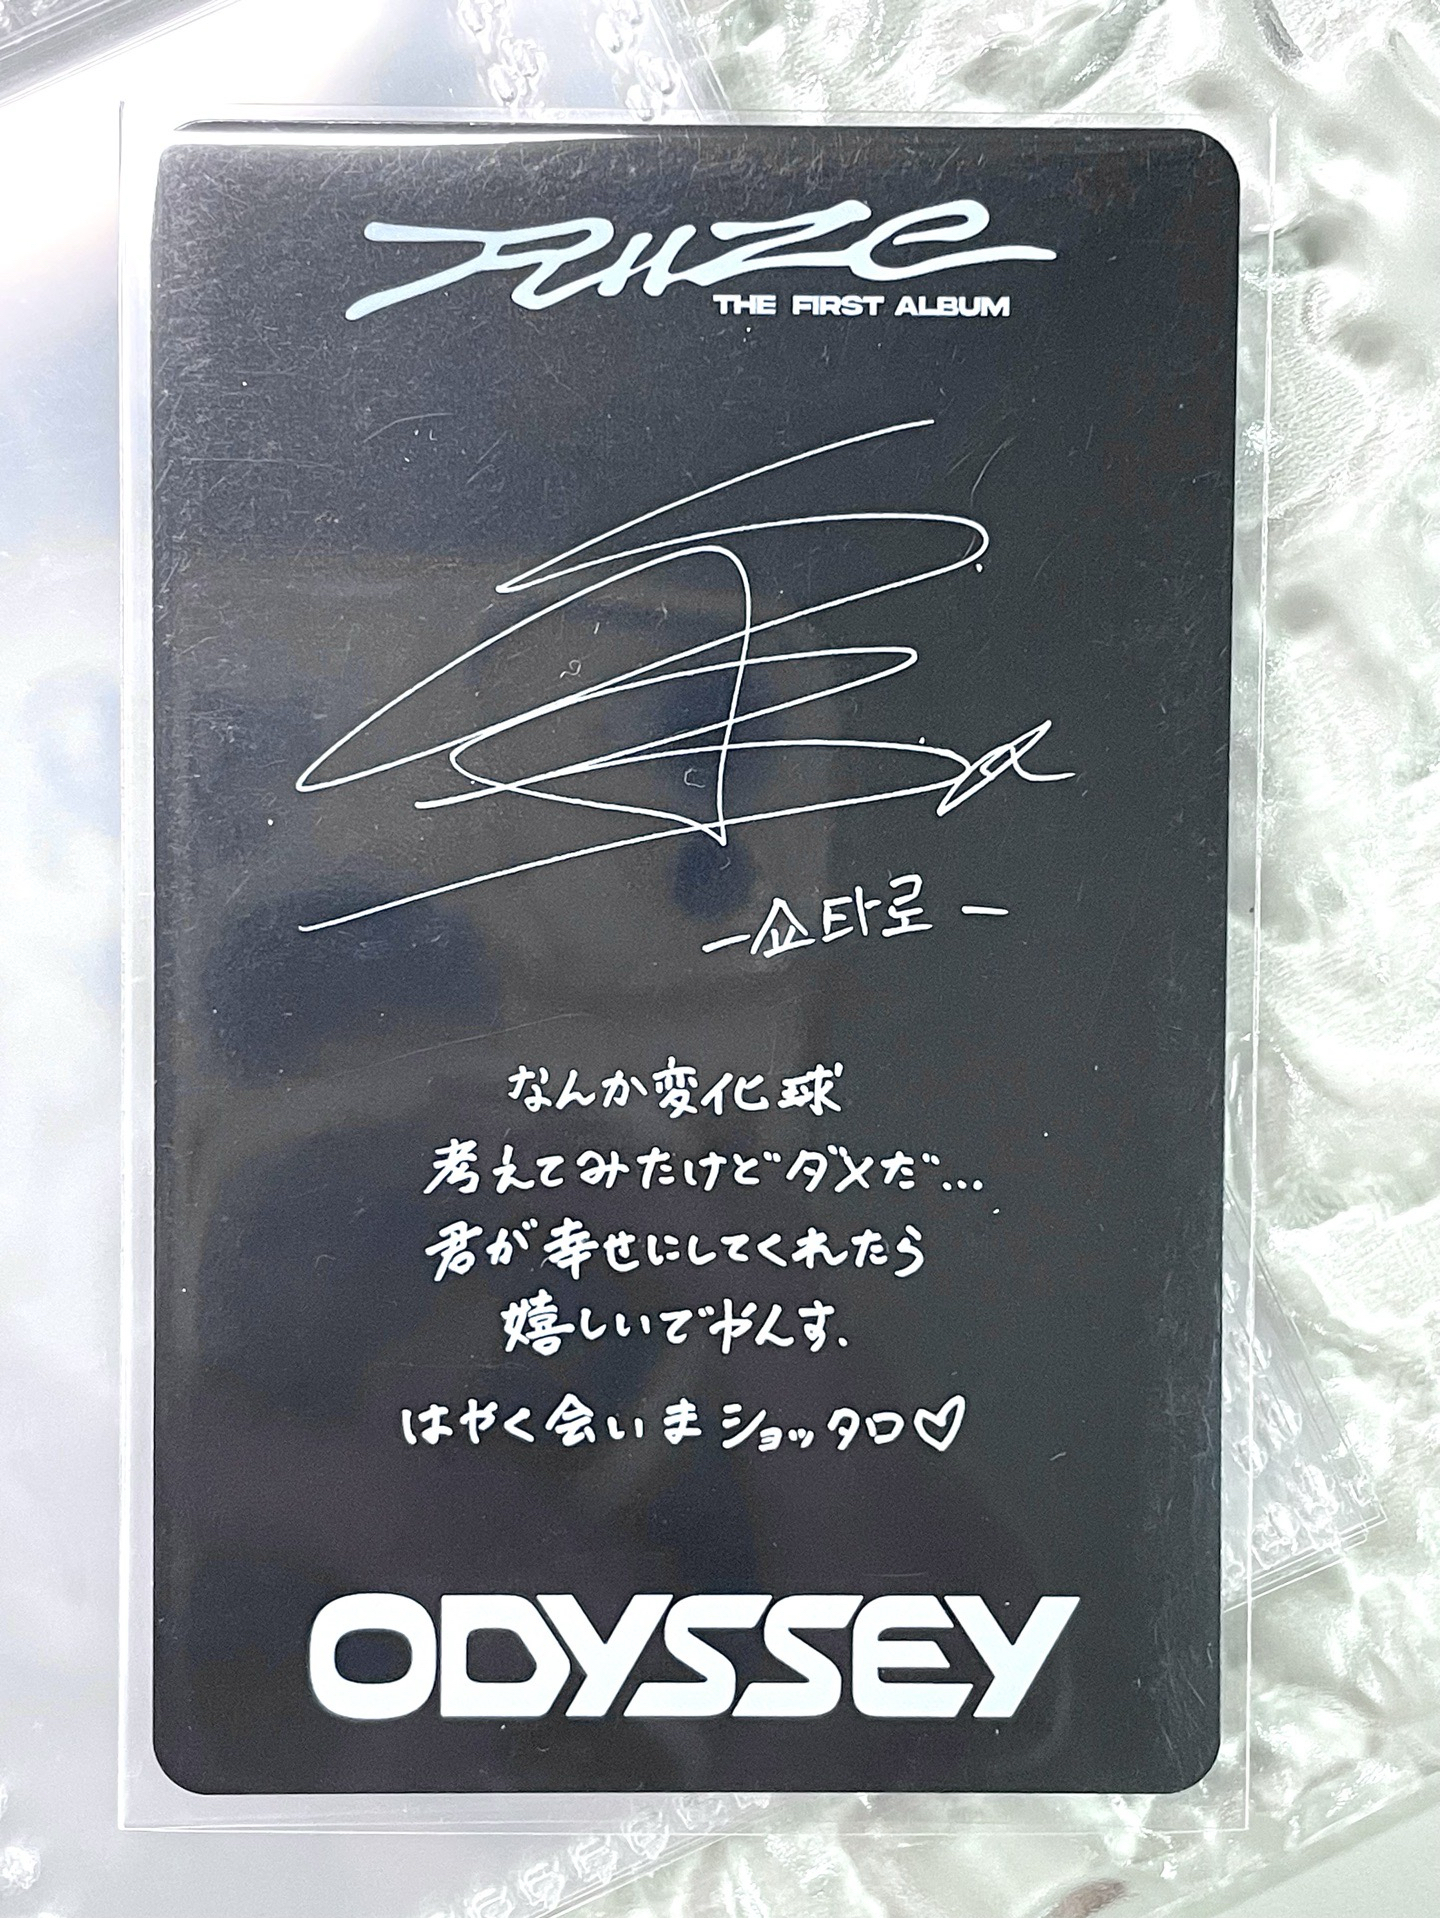 RIIZE
THE FIRST ALBUM
-쇼타로-
なんか変化球
考えてみたけどダメだ...
君が幸せにしてくれたら
嬉しいでやんす.
はやく会いまショッタロ♡
ODYSSEY